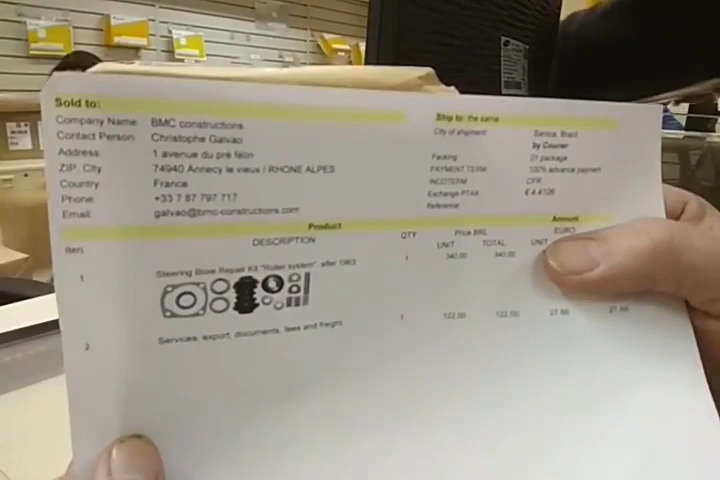 Sold to:
Company Name: BMC constructions
Contact Person Christophe Galvao
Address 1 avenue du pré félin
ZIP, City 74940 Annecy le vieux / RHONE ALPES
Country France
Phone: +33 7 87 797 717
Email: galvao@bmc-constructions.com
Ship to: the same
City of shipment: Santos, Brazil
by Courier
Packing: 01 package
PAYMENT TERM: 100% advance payment
INCOTERM CFR
Exchange PTAX: € 4.4106
Reference:
Product Amount
Item DESCRIPTION QTY Price BRL EURO
UNIT TOTAL UNIT
1 Steering Boxe Repair Kit "Roller system", after 1963 1 340.00 340.00
2 Services: export, documents, fees and freight 1 122.00 122.00 27.66 27.66